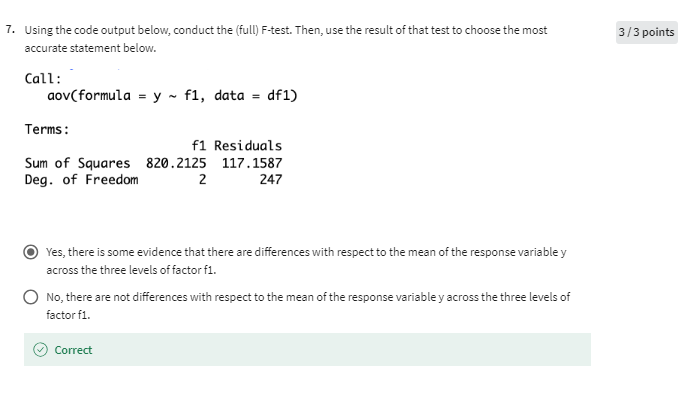 7. Using the code output below, conduct the (full) F-test. Then, use the result of that test to choose the most
accurate statement below.
3 / 3 points
Call:
aov(formula = y ~ f1, data = df1)
Terms:
f1 Residuals
Sum of Squares 820.2125 117.1587
Deg. of Freedom 2 247
Yes, there is some evidence that there are differences with respect to the mean of the response variable y
across the three levels of factor f1.
No, there are not differences with respect to the mean of the response variable y across the three levels of
factor f1.
Correct